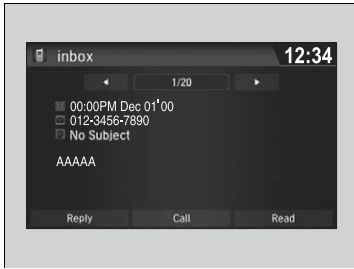 inbox 12:34
1/20
00:00PM Dec 01'00
012-3456-7890
No Subject
AAAAA
Reply Call Read